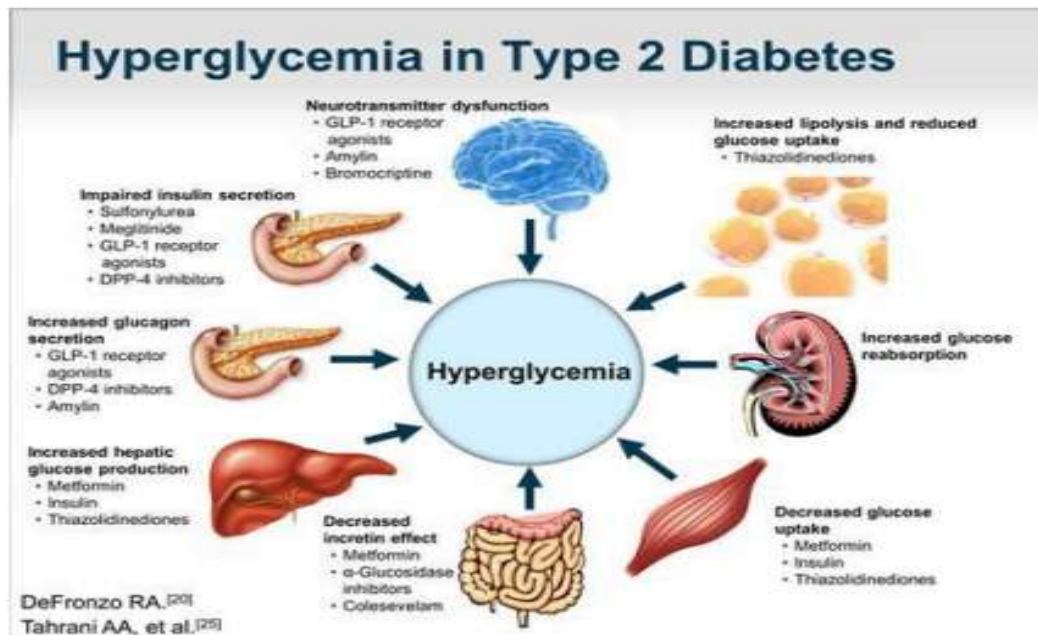 Hyperglycemia in Type 2 Diabetes
Neurotransmitter dysfunction
• GLP-1 receptor
agonists
• Amylin
• Bromocriptine
Increased lipolysis and reduced
glucose uptake
• Thiazolidinediones
Impaired insulin secretion
• Sulfonylurea
• Meglitinide
• GLP-1 receptor
agonists
• DPP-4 inhibitors
Increased glucagon
secretion
• GLP-1 receptor
agonists
• DPP-4 inhibitors
• Amylin
Hyperglycemia
Increased glucose
reabsorption
Increased hepatic
glucose production
• Metformin
• Insulin
• Thiazolidinediones
Decreased
incretin effect
• Metformin
• α-Glucosidase
inhibitors
• Colesevelam
Decreased glucose
uptake
• Metformin
• Insulin
• Thiazolidinediones
DeFronzo RA.[20]
Tahrani AA, et al.[25]